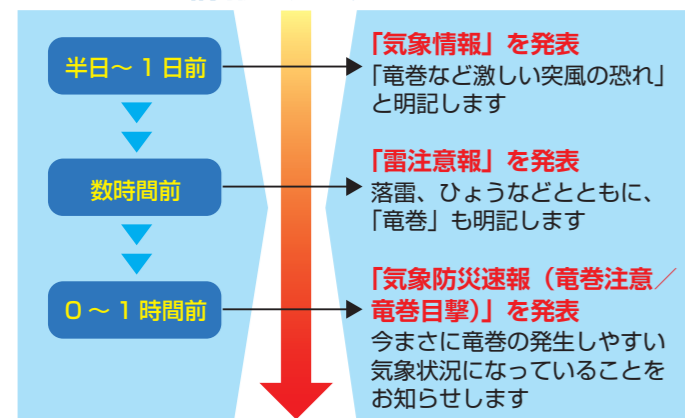 半日～1日前
「気象情報」を発表
「竜巻など激しい突風の恐れ」
と明記します
数時間前
「雷注意報」を発表
落雷、ひょうなどとともに、
「竜巻」も明記します
0～1時間前
「気象防災速報（竜巻注意／
竜巻目撃）」を発表
今まさに竜巻の発生しやすい
気象状況になっていることを
お知らせします